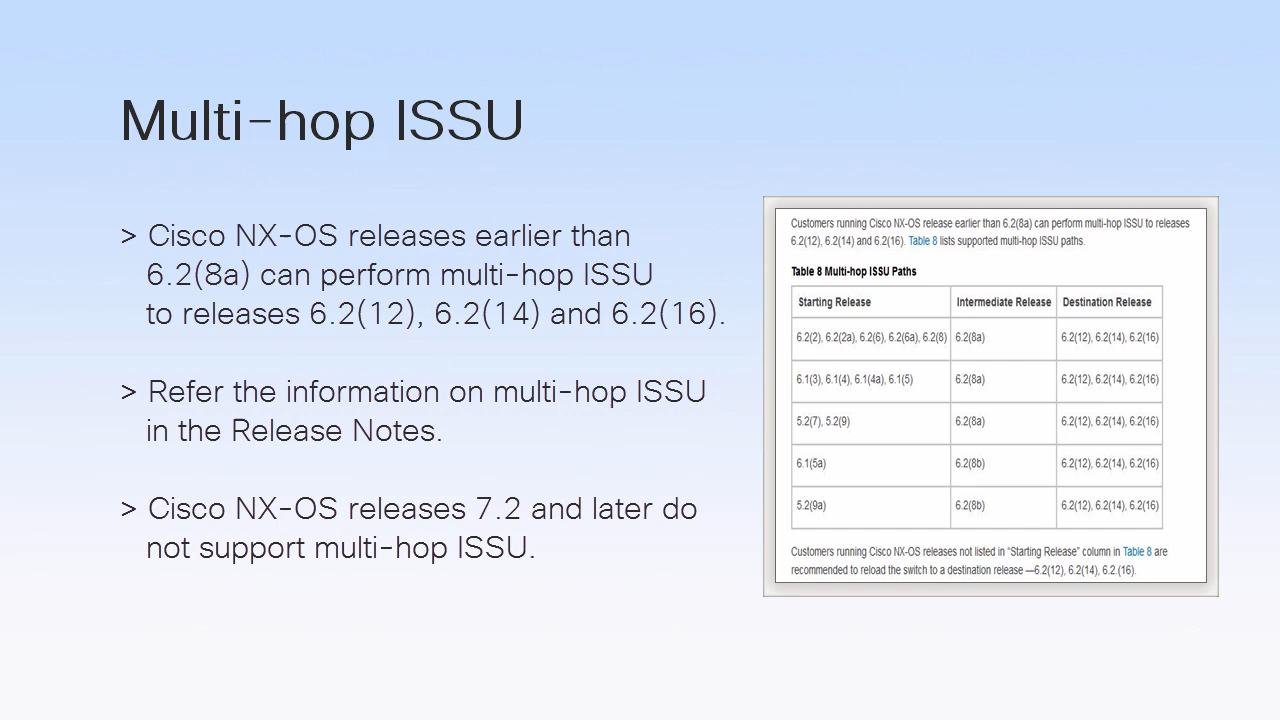 Multi-hop ISSU
> Cisco NX-OS releases earlier than
6.2(8a) can perform multi-hop ISSU
to releases 6.2(12), 6.2(14) and 6.2(16).
> Refer the information on multi-hop ISSU
in the Release Notes.
> Cisco NX-OS releases 7.2 and later do
not support multi-hop ISSU.
Customers running Cisco NX-OS release earlier than 6.2(8a) can perform multi-hop ISSU to releases
6.2(12), 6.2(14) and 6.2(16). Table 8 lists supported multi-hop ISSU paths.
Table 8 Multi-hop ISSU Paths
Starting Release Intermediate Release Destination Release
6.2(2), 6.2(2a), 6.2(6), 6.2(6a), 6.2(8) 6.2(8a) 6.2(12), 6.2(14), 6.2(16)
6.1(3), 6.1(4), 6.1(4a), 6.1(5) 6.2(8a) 6.2(12), 6.2(14), 6.2(16)
5.2(7), 5.2(9) 6.2(8a) 6.2(12), 6.2(14), 6.2(16)
6.1(5a) 6.2(8b) 6.2(12), 6.2(14), 6.2(16)
5.2(9a) 6.2(8b) 6.2(12), 6.2(14), 6.2(16)
Customers running Cisco NX-OS releases not listed in "Starting Release" column in Table 8 are
recommended to reload the switch to a destination release —6.2(12), 6.2(14), 6.2.(16).